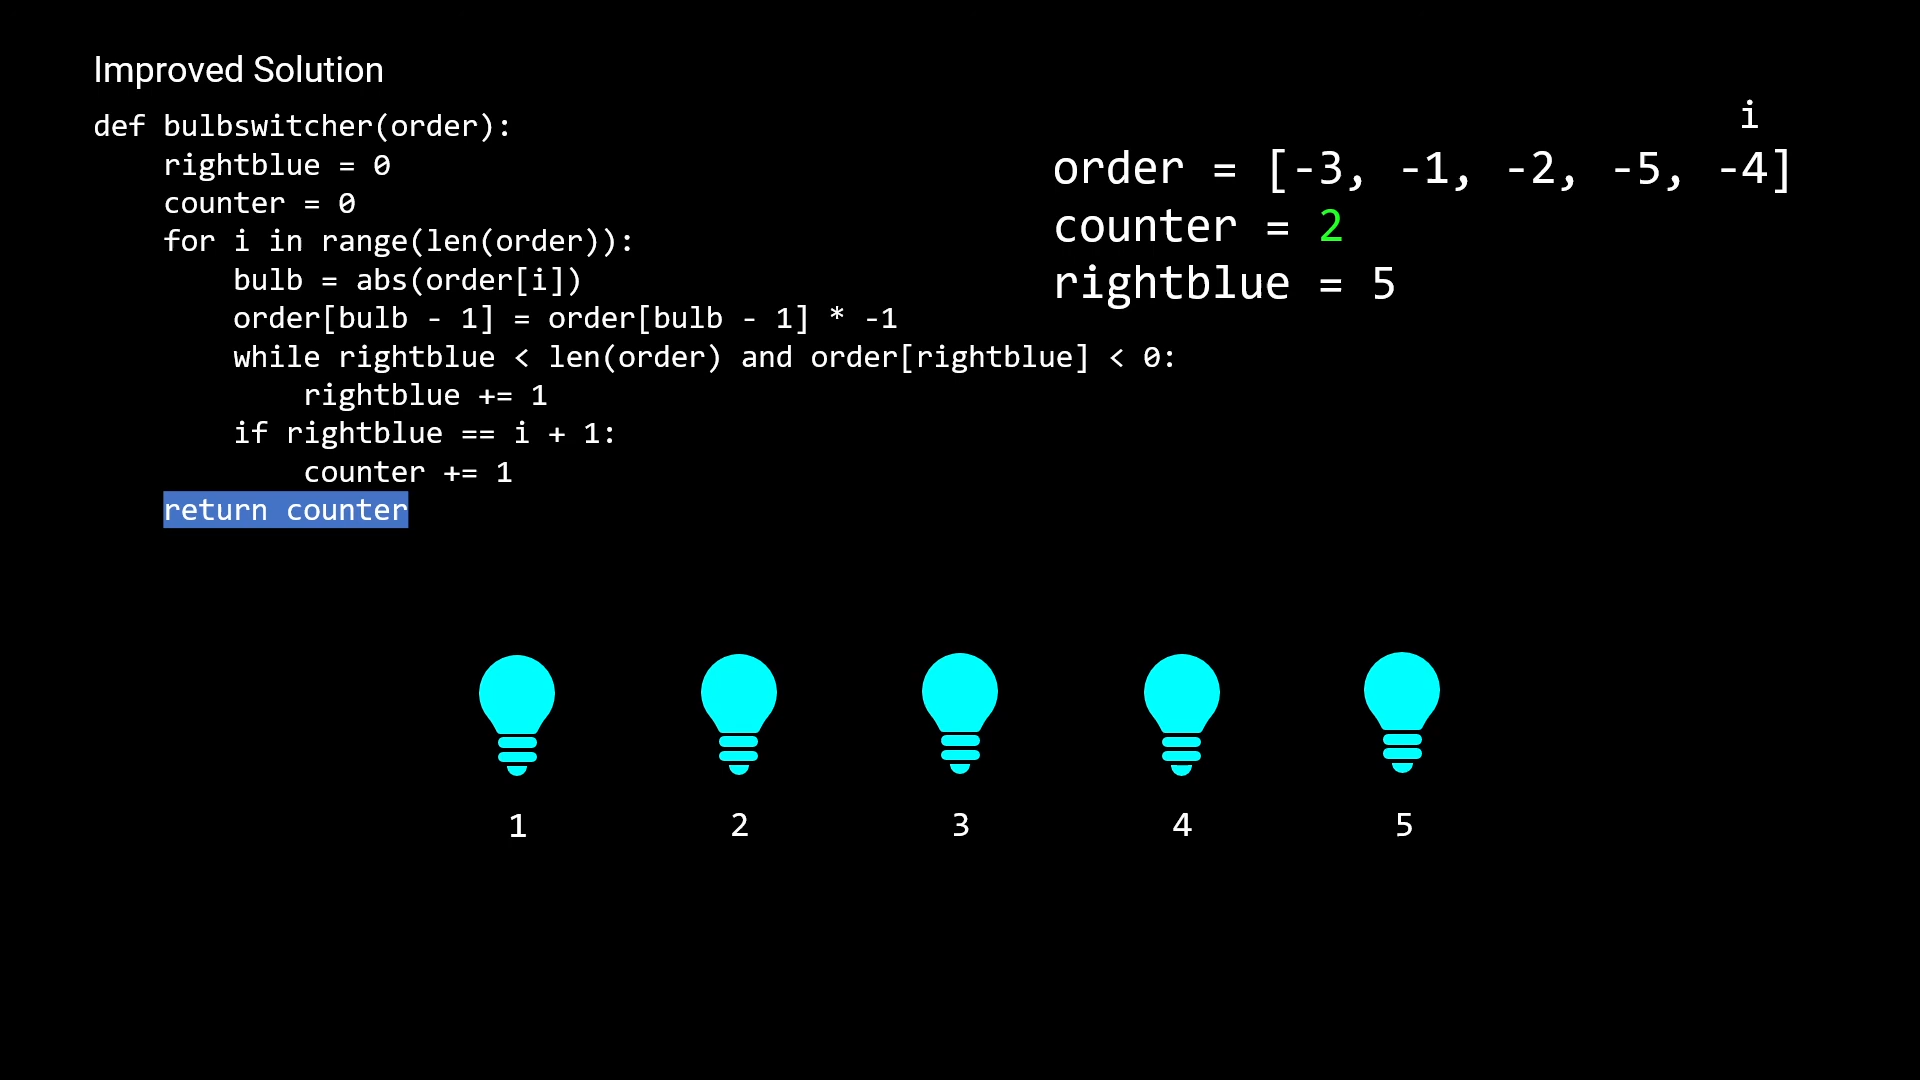 Improved Solution
def bulbswitcher(order):
    rightblue = 0
    counter = 0
    for i in range(len(order)):
        bulb = abs(order[i])
        order[bulb - 1] = order[bulb - 1] * -1
        while rightblue < len(order) and order[rightblue] < 0:
            rightblue += 1
        if rightblue == i + 1:
            counter += 1
    return counter
i
order = [-3, -1, -2, -5, -4]
counter = 2
rightblue = 5
1 2 3 4 5